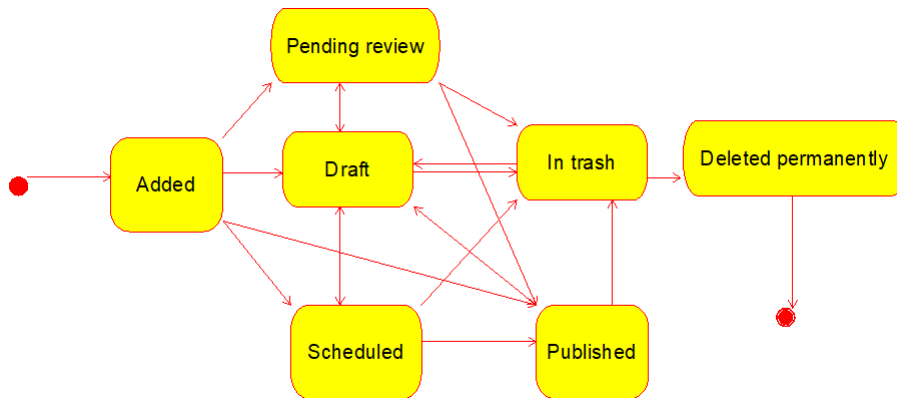 Pending review
Added
Draft
In trash
Deleted permanently
Scheduled
Published